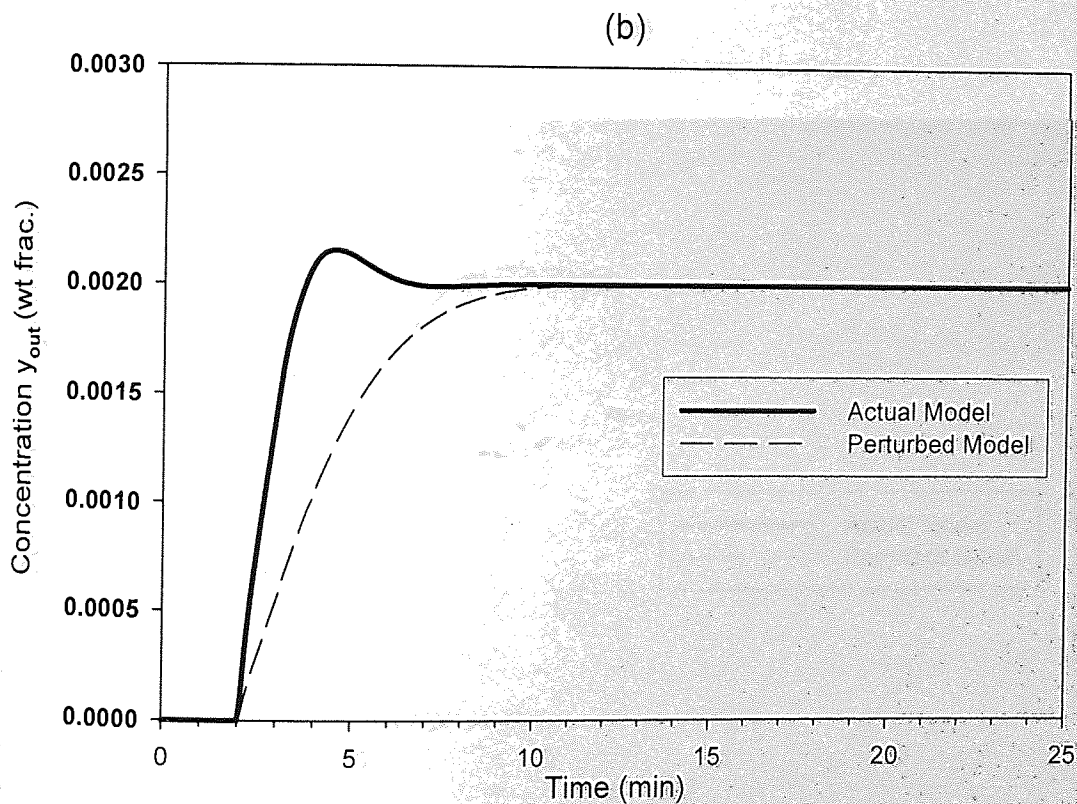 (b)
Concentration y_out (wt frac.)
0.0030
0.0025
0.0020
0.0015
0.0010
0.0005
0.0000
Actual Model
Perturbed Model
0 5 10 15 20 25
Time (min)